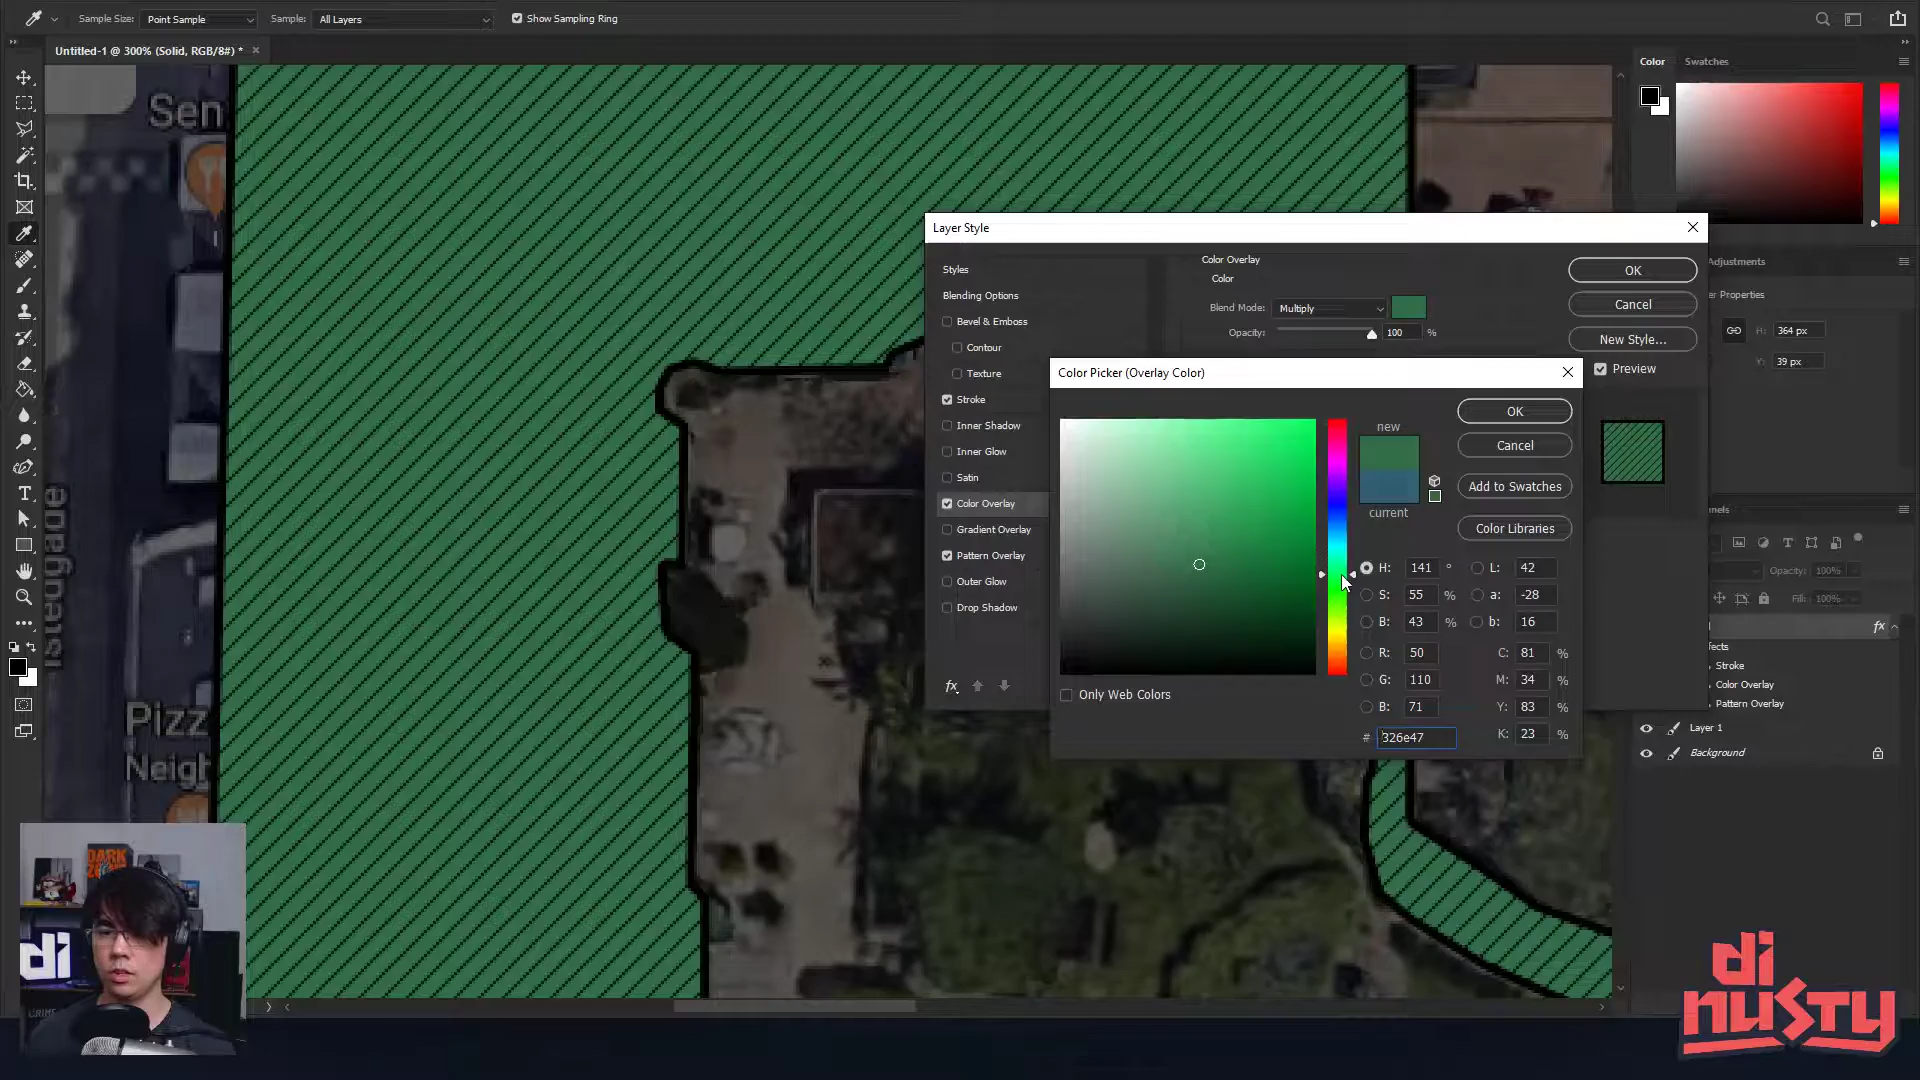 Sample Size: Point Sample Sample: All Layers Show Sampling Ring
Untitled-1 @ 300% (Solid, RGB/8#) *
Color Swatches
Sen
Pizz
Neigh
Layer Style
Styles
Blending Options
Bevel & Emboss
Contour
Texture
Stroke
Inner Shadow
Inner Glow
Satin
Color Overlay
Gradient Overlay
Pattern Overlay
Outer Glow
Drop Shadow
fx
Color Overlay
Color
Blend Mode: Multiply
Opacity: 100 %
OK
Cancel
New Style...
Preview
Color Picker (Overlay Color)
new
current
OK
Cancel
Add to Swatches
Color Libraries
H: 141 ° L: 42
S: 55 % a: -28
B: 43 % b: 16
R: 50 C: 81 %
G: 110 M: 34 %
B: 71 Y: 83 %
# 326e47 K: 23 %
Only Web Colors
Adjustments
Properties
H: 364 px
Y: 39 px
Opacity: 100%
Fill: 100%
fx
Stroke
Color Overlay
Pattern Overlay
Layer 1
Background
DARK
di
di
nusty